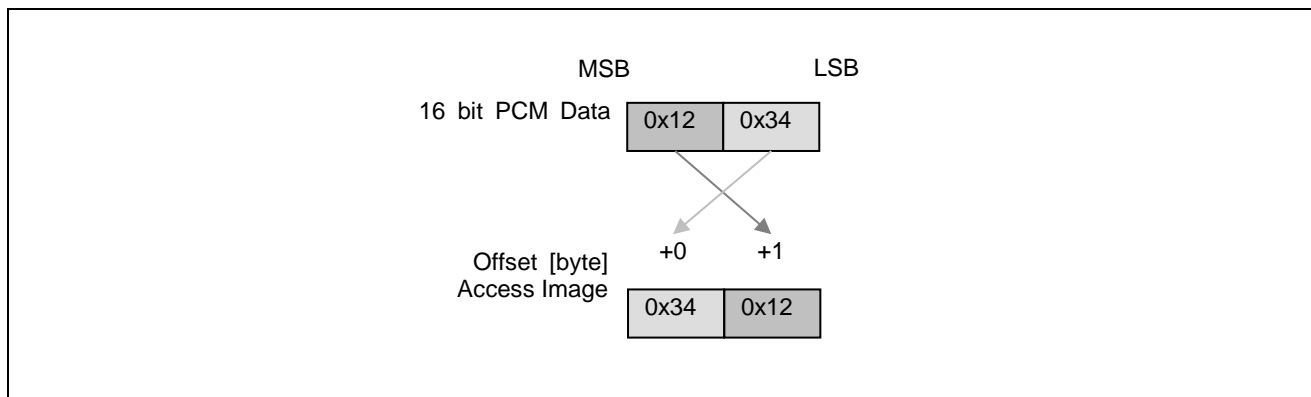 MSB LSB
16 bit PCM Data 0x12 0x34
Offset [byte] +0 +1
Access Image
0x34 0x12